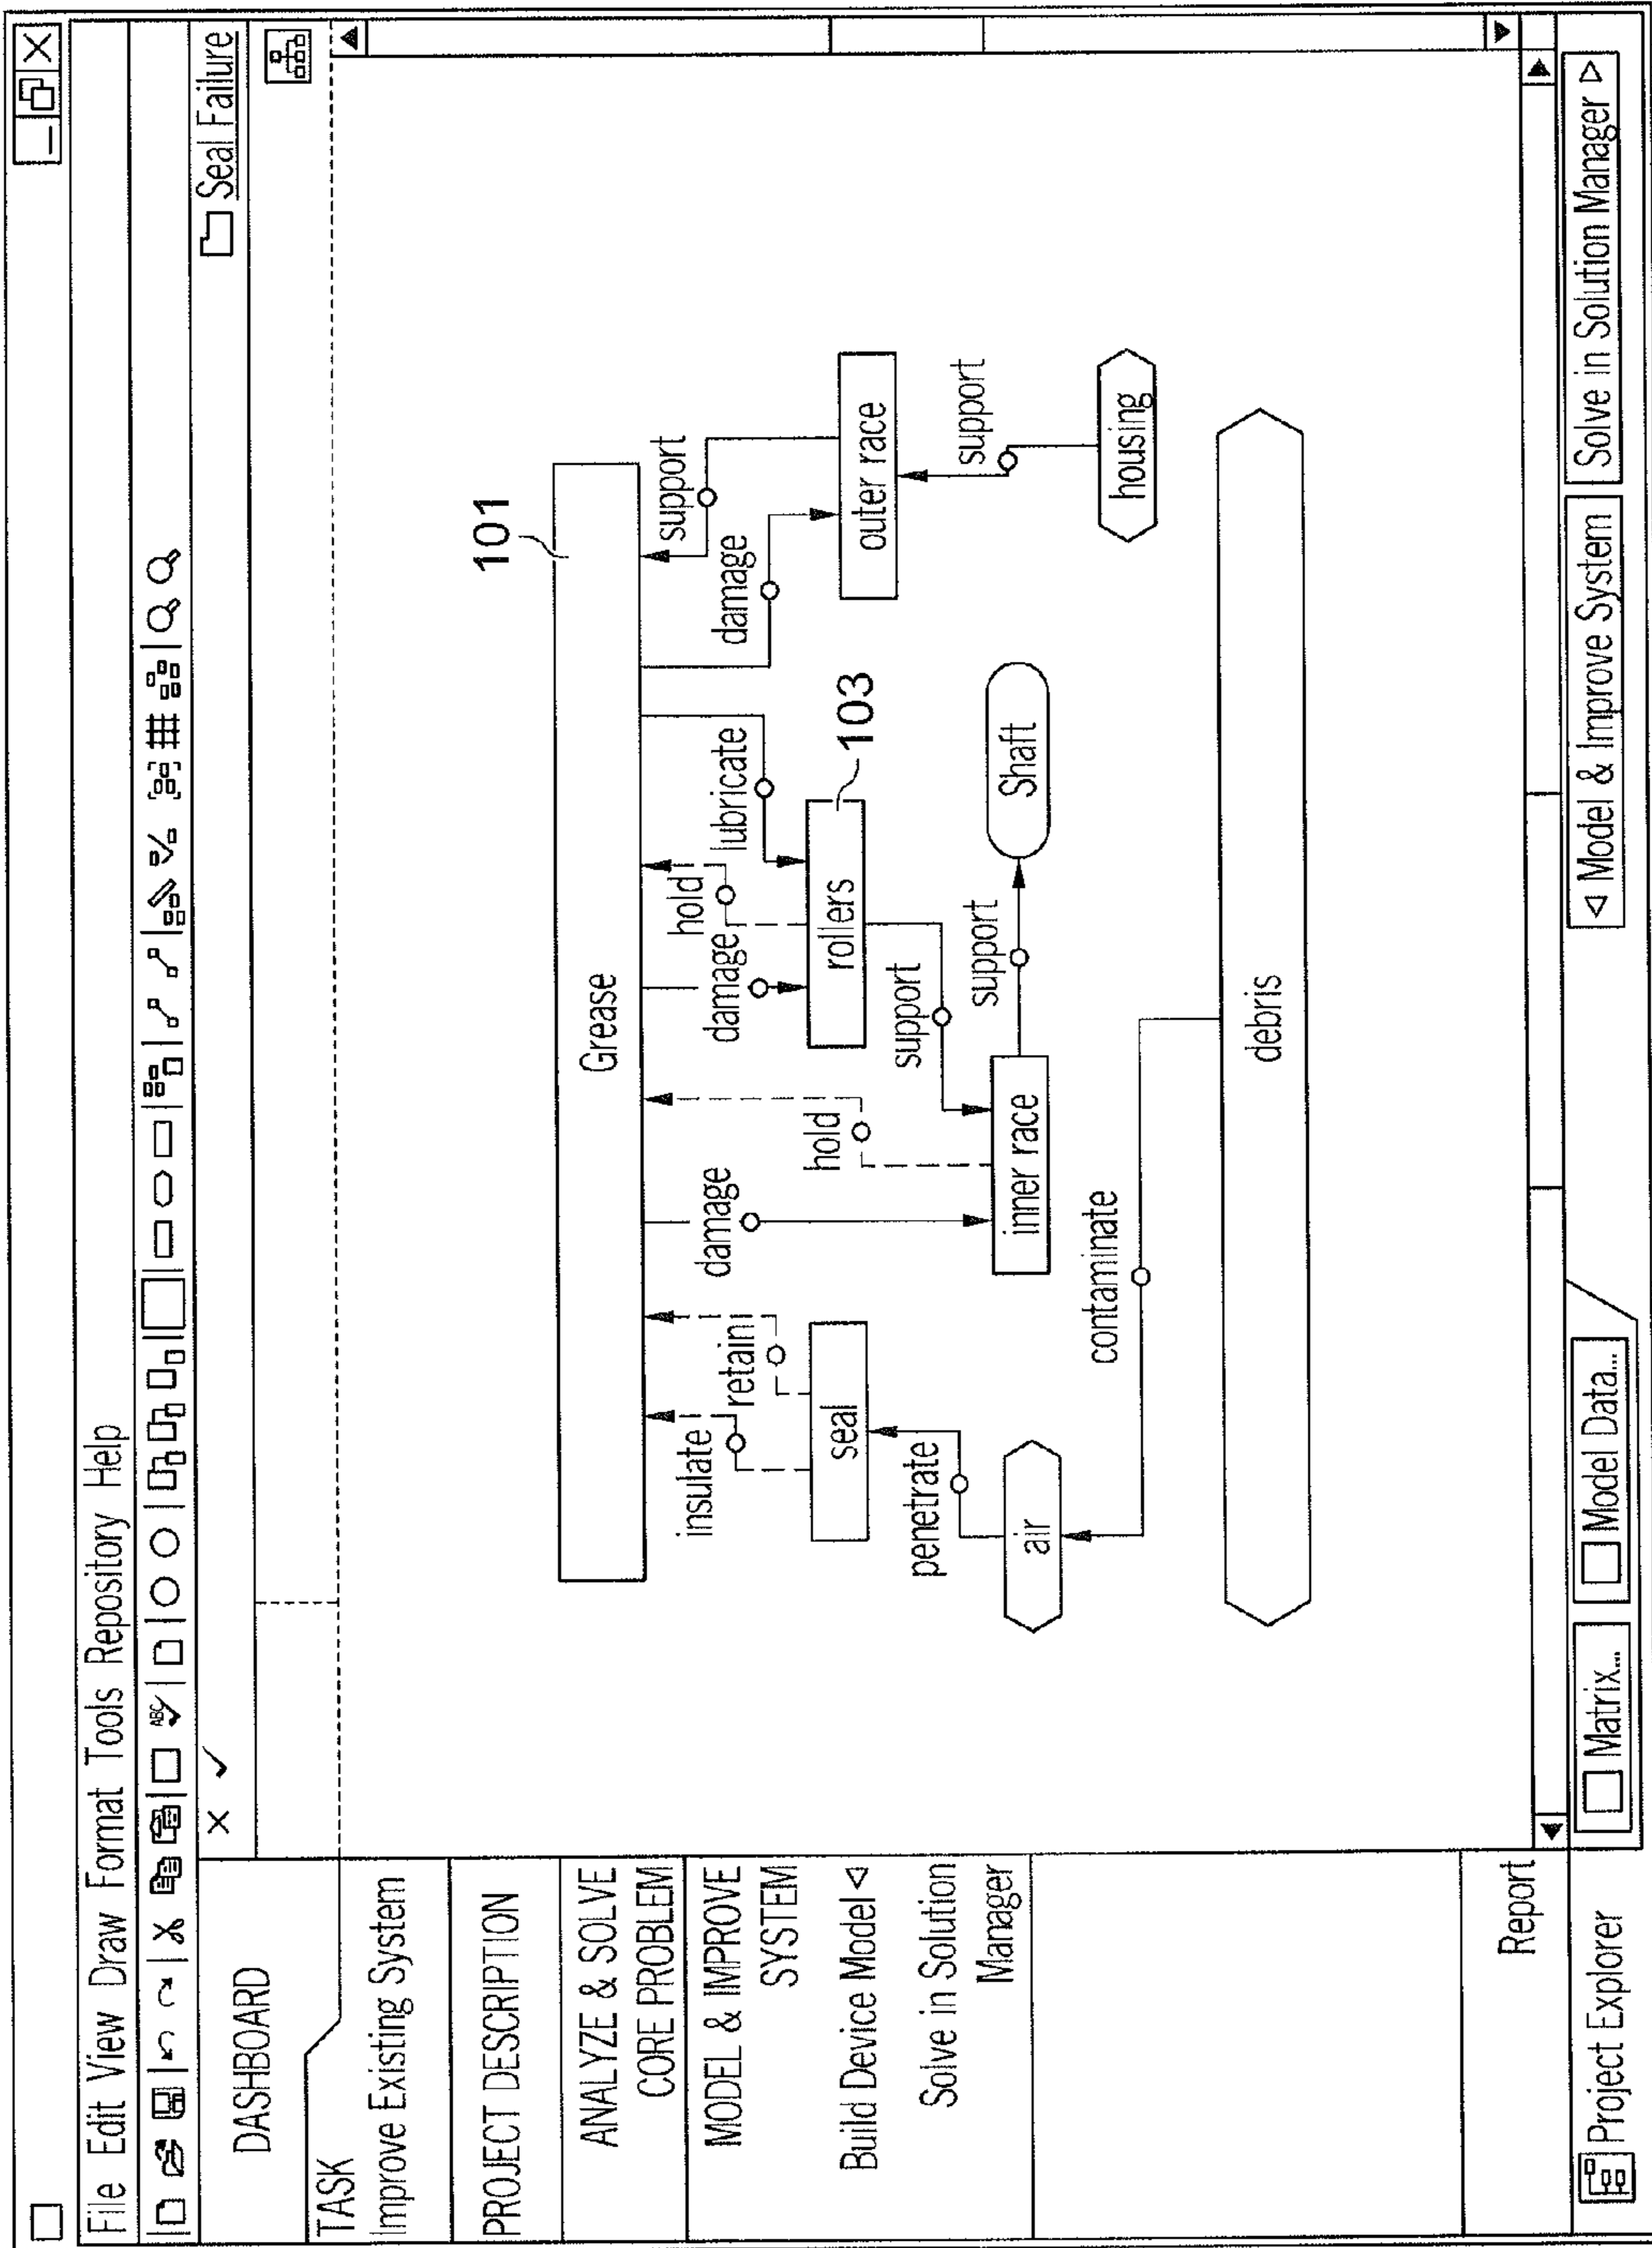 File Edit View Draw Format Tools Repository Help
ABC
DASHBOARD
Seal Failure
TASK
Improve Existing System
PROJECT DESCRIPTION
ANALYZE & SOLVE
CORE PROBLEM
MODEL & IMPROVE
SYSTEM
Build Device Model
Solve in Solution
Manager
Report
101
Grease
insulate
retain
damage
hold
damage
hold
lubricate
damage
support
seal
rollers
103
outer race
penetrate
support
support
air
inner race
support
Shaft
housing
contaminate
debris
Project Explorer
Matrix...
Model Data...
Model & Improve System
Solve in Solution Manager